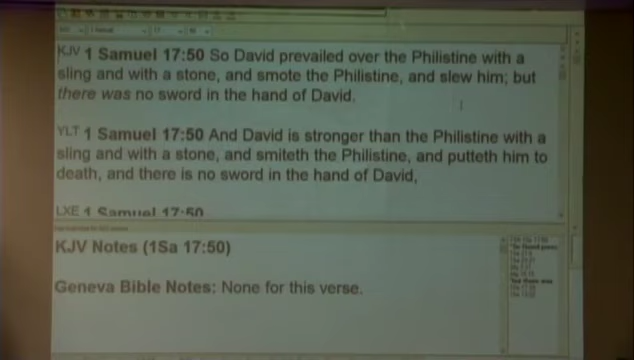 KJV 1 Samuel 17:50 So David prevailed over the Philistine with a
sling and with a stone, and smote the Philistine, and slew him; but
there was no sword in the hand of David.
YLT 1 Samuel 17:50 And David is stronger than the Philistine with a
sling and with a stone, and smiteth the Philistine, and putteth him to
death, and there is no sword in the hand of David,
LXE 1 Samuel 17:50
KJV Notes (1Sa 17:50)
Geneva Bible Notes: None for this verse.